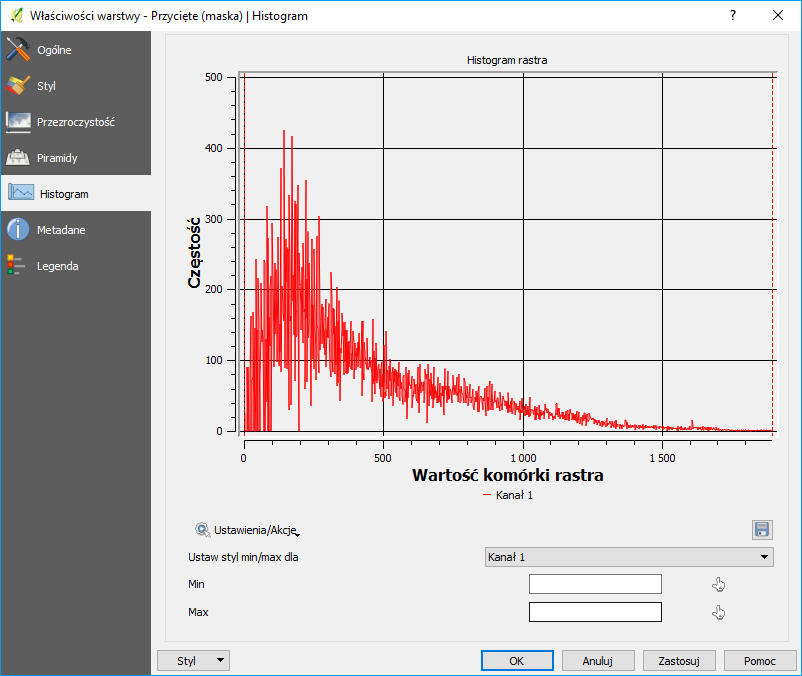 Właściwości warstwy - Przycięte (maska) | Histogram
?
Ogólne
Styl
Przezroczystość
Piramidy
Histogram
Metadane
Legenda
Histogram rastra
Częstość
500
400
300
200
100
0
0 500 1 000 1 500
Wartość komórki rastra
Kanał 1
Ustawienia/Akcje
Ustaw styl min/max dla Kanał 1
Min
Max
Styl OK Anuluj Zastosuj Pomoc